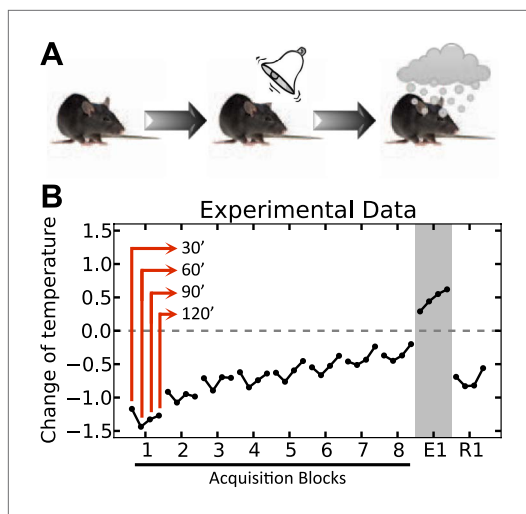 A
B
Experimental Data
Change of temperature
1.5
1.0
0.5
0.0
−0.5
−1.0
−1.5
30′
60′
90′
120′
1 2 3 4 5 6 7 8 E1 R1
Acquisition Blocks